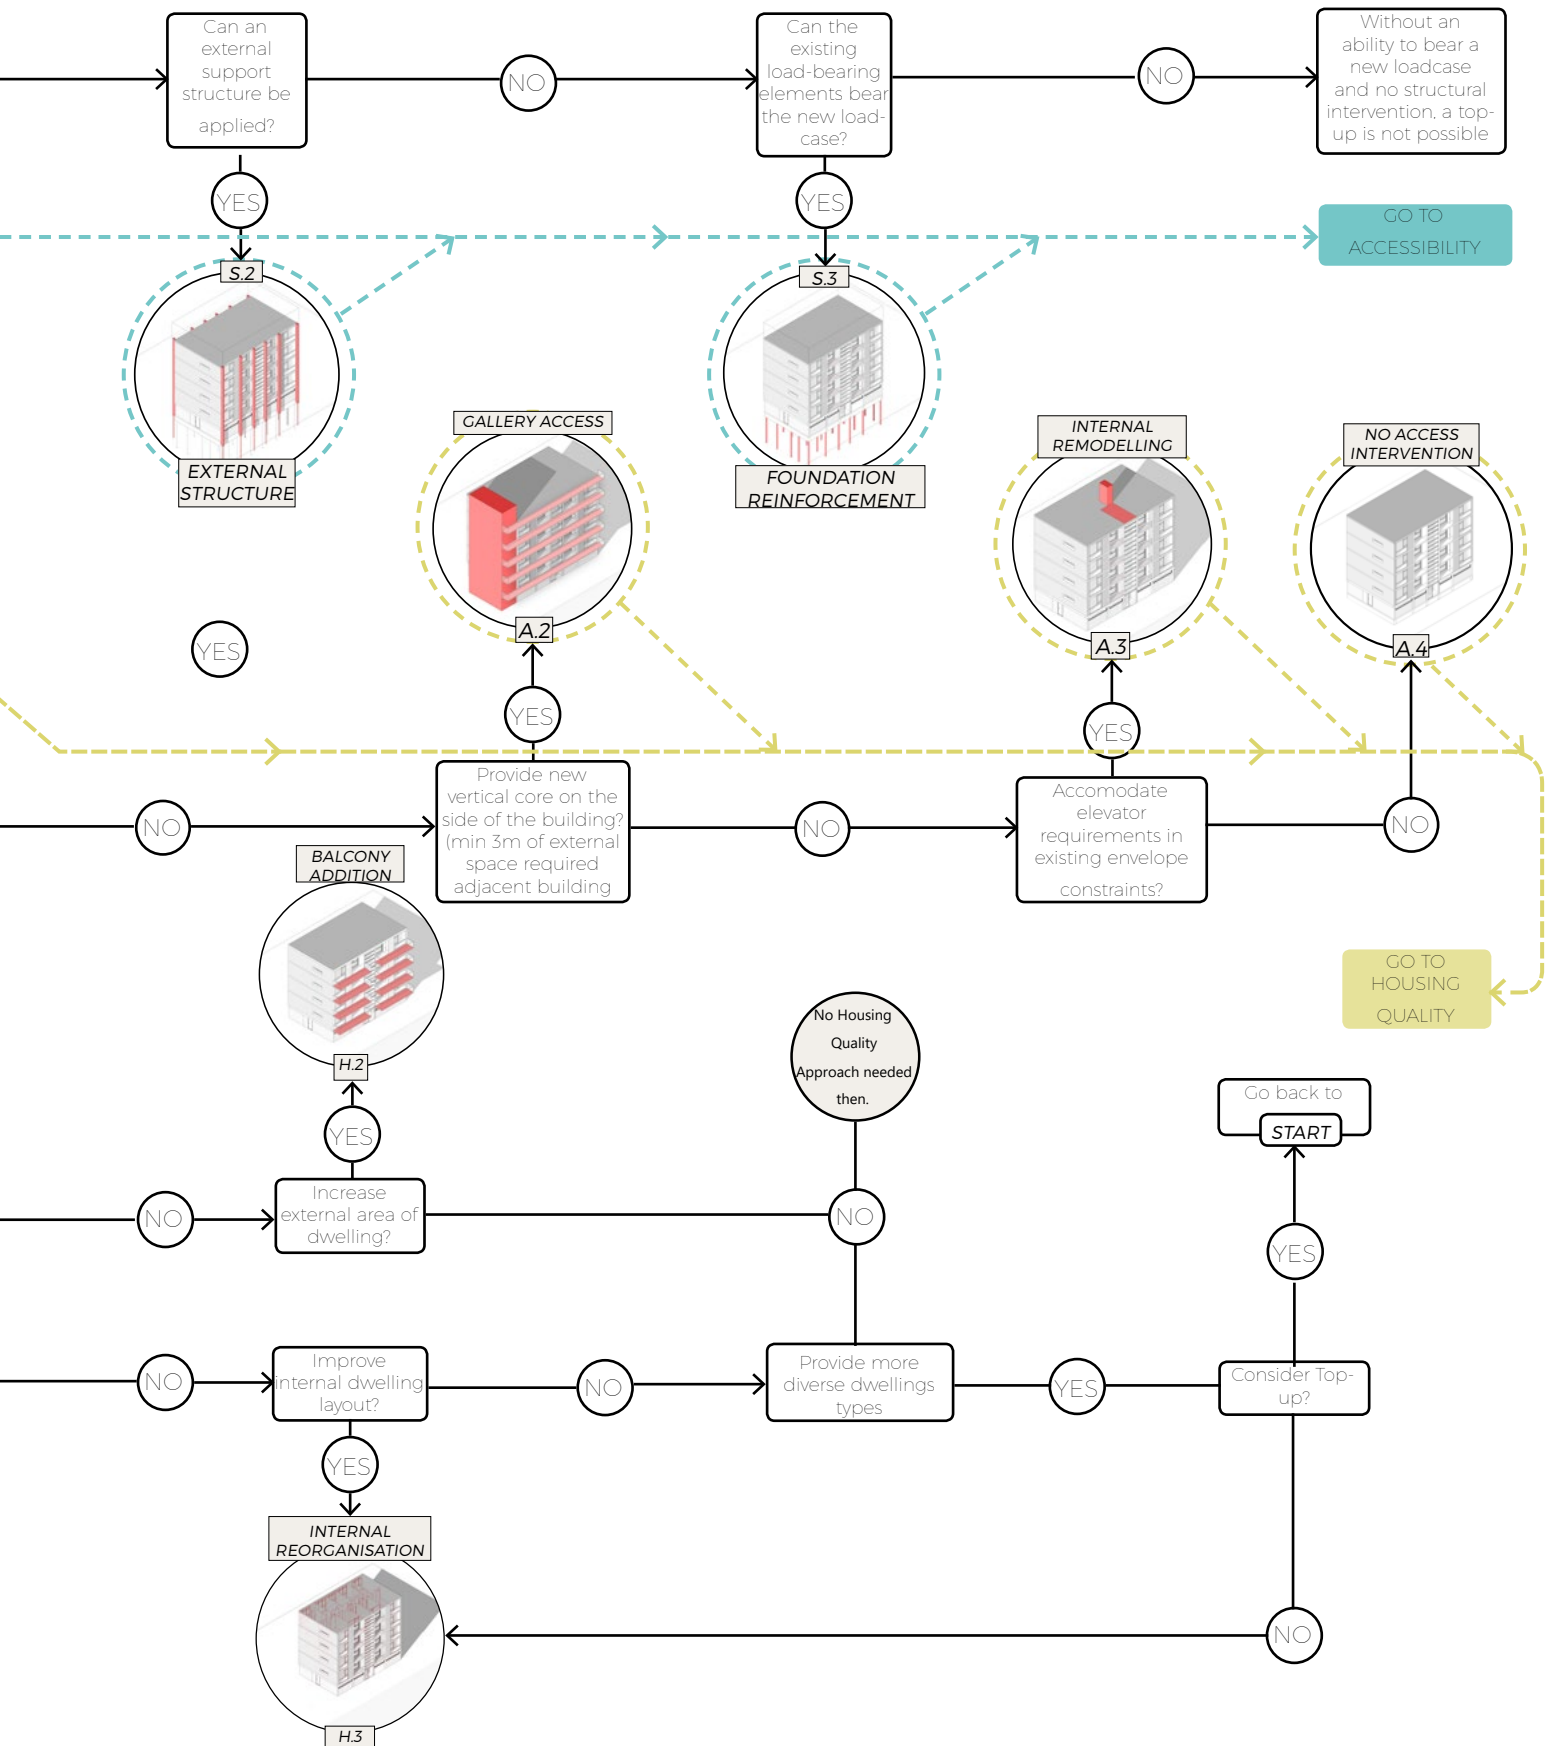 Can an
external
support
structure be
applied?
NO
Can the
existing
load-bearing
elements bear
the new load-
case?
NO
Without an
ability to bear a
new loadcase
and no structural
intervention, a top-
up is not possible
YES
YES
GO TO
ACCESSIBILITY
S.2
S.3
EXTERNAL
STRUCTURE
GALLERY ACCESS
FOUNDATION
REINFORCEMENT
INTERNAL
REMODELLING
NO ACCESS
INTERVENTION
YES
A.2
A.3
A.4
YES
YES
NO
Provide new
vertical core on the
side of the building?
(min 3m of external
space required
adjacent building
NO
Accomodate
elevator
requirements in
existing envelope
constraints?
NO
BALCONY
ADDITION
H.2
GO TO
HOUSING
QUALITY
No Housing
Quality
Approach needed
then.
Go back to
START
YES
NO
Increase
external area of
dwelling?
NO
YES
NO
Improve
internal dwelling
layout?
NO
Provide more
diverse dwellings
types
YES
Consider Top-
up?
YES
INTERNAL
REORGANISATION
NO
H.3